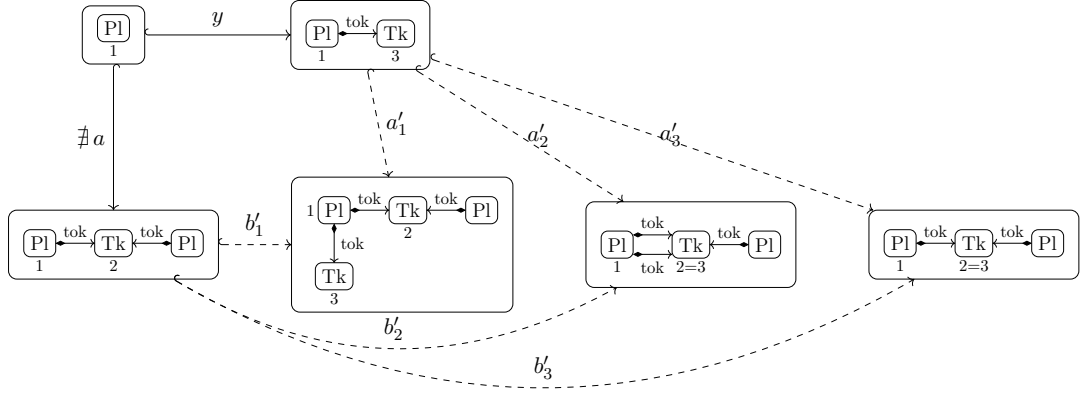 Pl
1
y
Pl tok Tk
1 3
∄ a
a′₁
a′₂
a′₃
Pl tok Tk tok Pl
1 2
b′₁
1 Pl tok Tk tok Pl
2
tok
Tk
3
Pl tok Tk tok Pl
tok
1 2=3
Pl tok Tk tok Pl
1 2=3
b′₂
b′₃